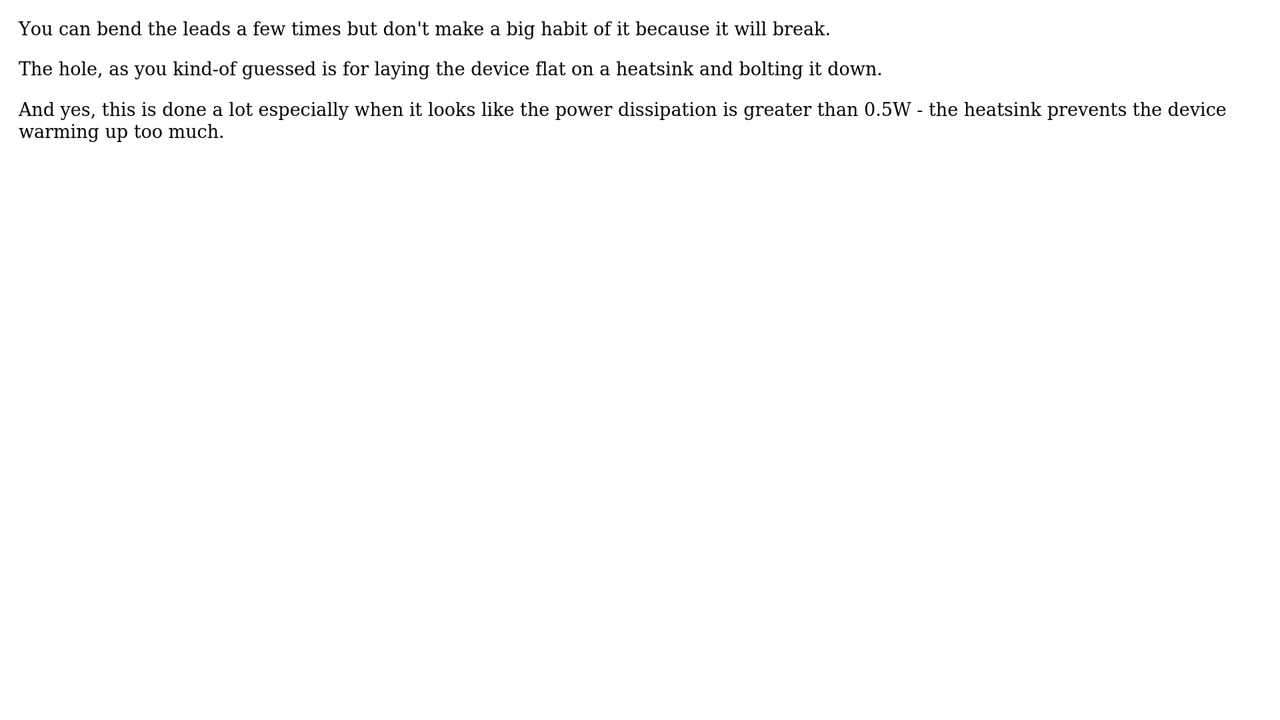 You can bend the leads a few times but don't make a big habit of it because it will break.
The hole, as you kind-of guessed is for laying the device flat on a heatsink and bolting it down.
And yes, this is done a lot especially when it looks like the power dissipation is greater than 0.5W - the heatsink prevents the device
warming up too much.